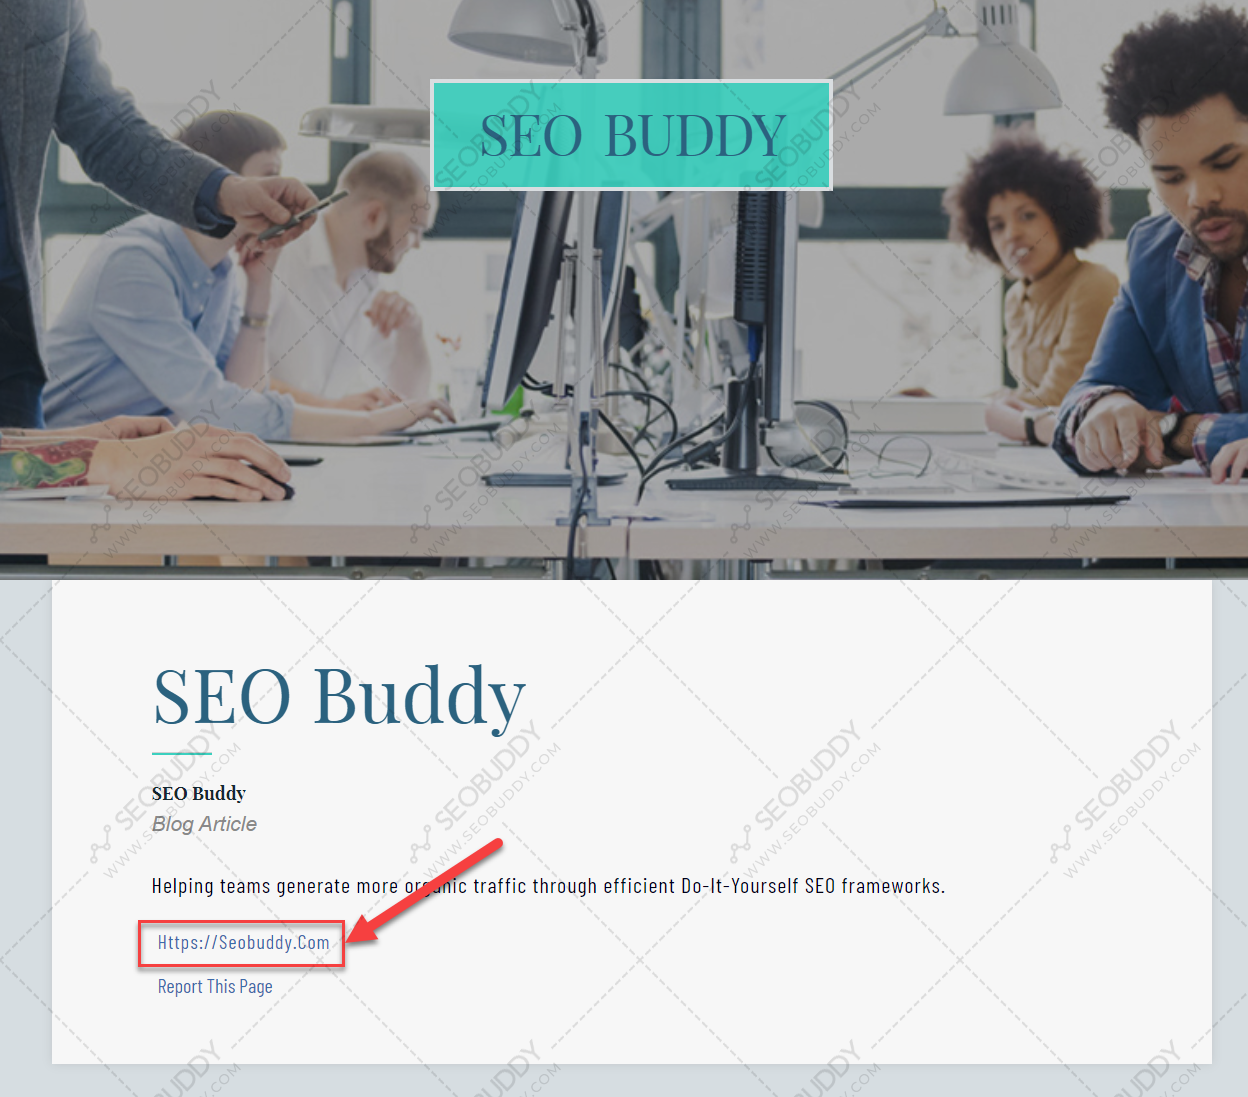 SEO BUDDY
SEO Buddy
SEO Buddy
Blog Article
Helping teams generate more organic traffic through efficient Do-It-Yourself SEO frameworks.
Https://Seobuddy.Com
Report This Page
SEOBUDDY
WWW.SEOBUDDY.COM